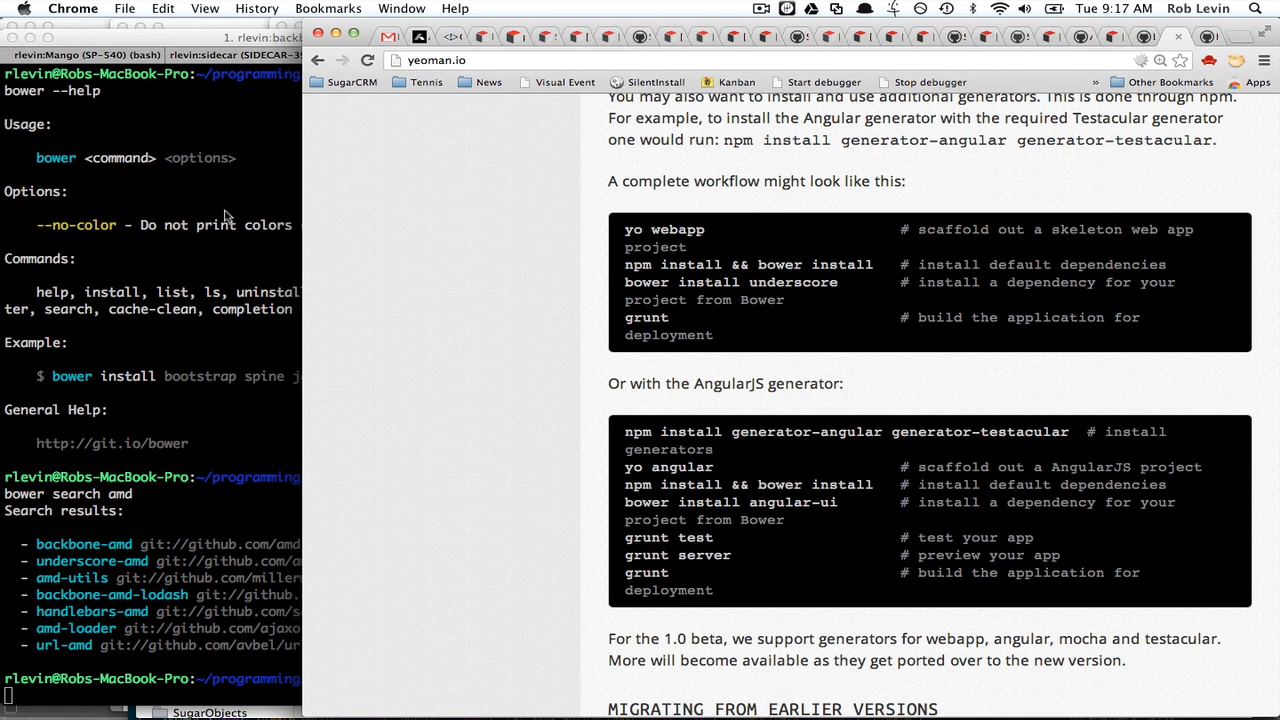 Chrome File Edit View History Bookmarks Window Help Tue 9:17 AM Rob Levin
1. rlevin:back
rlevin:Mango (SP-540) (bash) rlevin:sidecar (SIDECAR-35
rlevin@Robs-MacBook-Pro:~/programming
bower --help
Usage:
bower <command> <options>
Options:
--no-color - Do not print colors
Commands:
help, install, list, ls, uninstal
ter, search, cache-clean, completion
Example:
$ bower install bootstrap spine j
General Help:
http://git.io/bower
rlevin@Robs-MacBook-Pro:~/programming
bower search amd
Search results:
- backbone-amd git://github.com/amd
- underscore-amd git://github.com/amd
- amd-utils git://github.com/miller
- backbone-amd-lodash git://github.
- handlebars-amd git://github.com/s
- amd-loader git://github.com/ajaxo
- url-amd git://github.com/avbel/ur
rlevin@Robs-MacBook-Pro:~/programming
SugarObjects
yeoman.io
SugarCRM Tennis News Visual Event SilentInstall Kanban Start debugger Stop debugger » Other Bookmarks Apps
You may also want to install and use additional generators. This is done through npm.
For example, to install the Angular generator with the required Testacular generator
one would run: npm install generator-angular generator-testacular.
A complete workflow might look like this:
yo webapp # scaffold out a skeleton web app
project
npm install && bower install # install default dependencies
bower install underscore # install a dependency for your
project from Bower
grunt # build the application for
deployment
Or with the AngularJS generator:
npm install generator-angular generator-testacular # install
generators
yo angular # scaffold out a AngularJS project
npm install && bower install # install default dependencies
bower install angular-ui # install a dependency for your
project from Bower
grunt test # test your app
grunt server # preview your app
grunt # build the application for
deployment
For the 1.0 beta, we support generators for webapp, angular, mocha and testacular.
More will become available as they get ported over to the new version.
MIGRATING FROM EARLIER VERSIONS